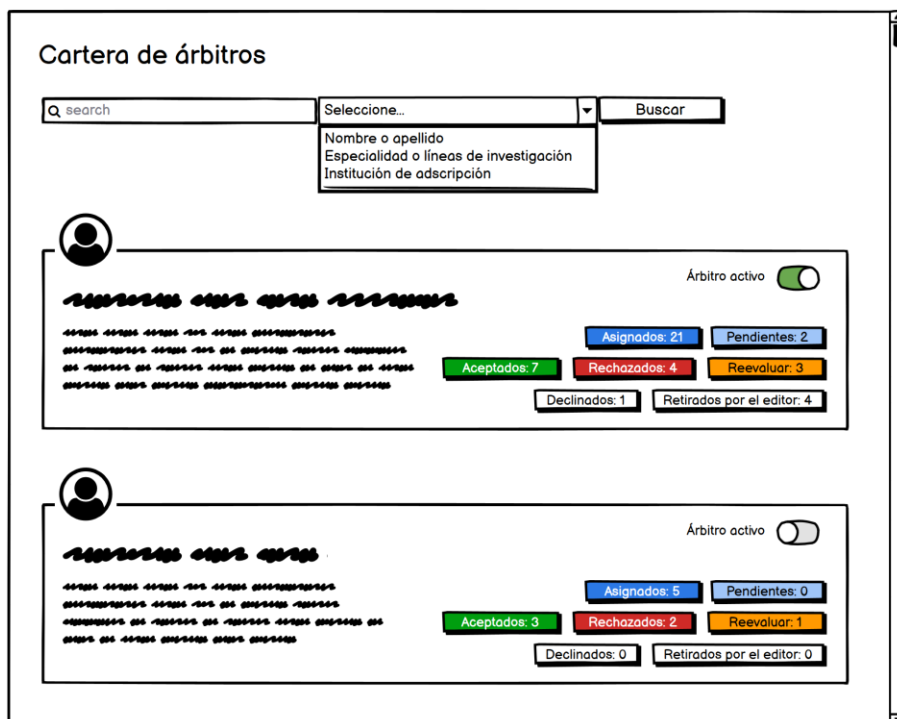 Cartera de árbitros
search Seleccione... Buscar
Nombre o apellido
Especialidad o líneas de investigación
Institución de adscripción
Árbitro activo
Asignados: 21 Pendientes: 2
Aceptados: 7 Rechazados: 4 Reevaluar: 3
Declinados: 1 Retirados por el editor: 4
Árbitro activo
Asignados: 5 Pendientes: 0
Aceptados: 3 Rechazados: 2 Reevaluar: 1
Declinados: 0 Retirados por el editor: 0